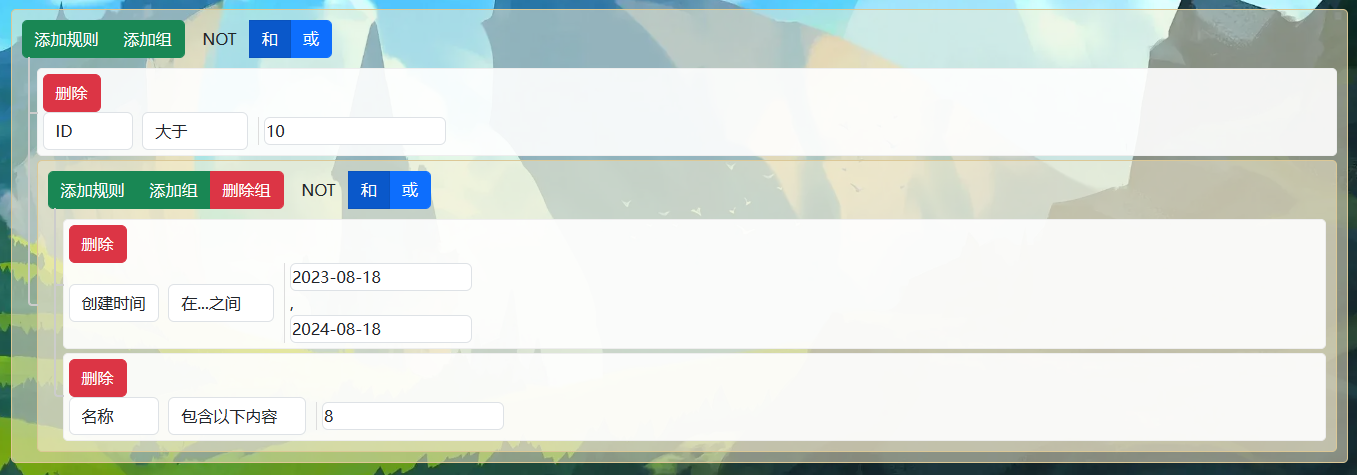 添加规则 添加组 NOT 和 或
删除
ID 大于 10
添加规则 添加组 删除组 NOT 和 或
删除
2023-08-18
创建时间 在...之间 ,
2024-08-18
删除
名称 包含以下内容 8